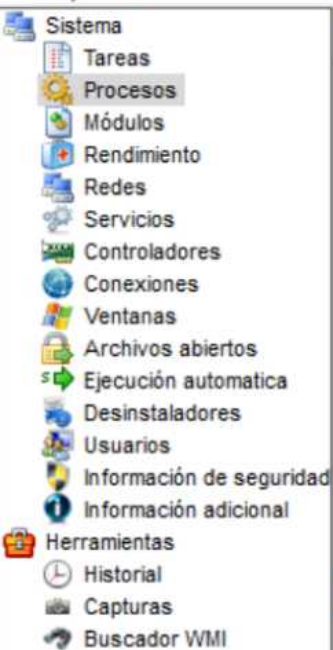 Sistema
Tareas
Procesos
Módulos
Rendimiento
Redes
Servicios
Controladores
Conexiones
Ventanas
Archivos abiertos
Ejecución automatica
Desinstaladores
Usuarios
Información de seguridad
Información adicional
Herramientas
Historial
Capturas
Buscador WMI